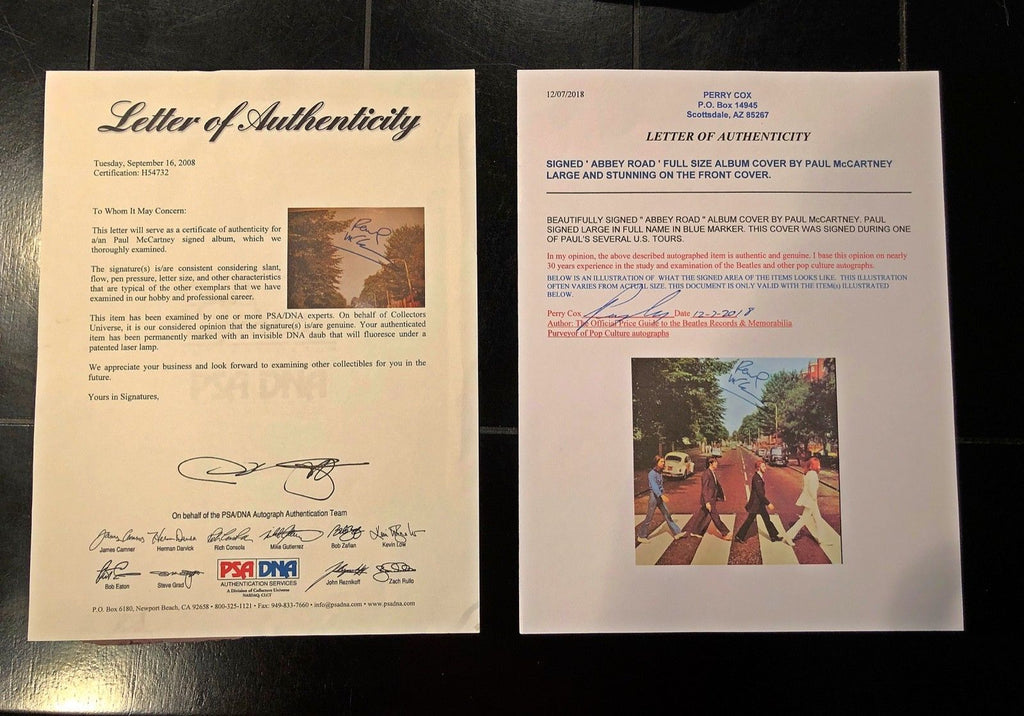 Letter of Authenticity
Tuesday, September 16, 2008
Certification: H54732
To Whom It May Concern:
This letter will serve as a certificate of authenticity for
a/an Paul McCartney signed album, which we
thoroughly examined.
The signature(s) is/are consistent considering slant,
flow, pen pressure, letter size, and other characteristics
that are typical of the other exemplars that we have
examined in our hobby and professional career.
This item has been examined by one or more PSA/DNA experts. On behalf of Collectors
Universe, it is our considered opinion that the signature(s) is/are genuine. Your authenticated
item has been permanently marked with an invisible DNA daub that will fluoresce under a
patented laser lamp.
We appreciate your business and look forward to examining other collectibles for you in the
future.
Yours in Signatures,
On behalf of the PSA/DNA Autograph Authentication Team
James Camner Herman Darvick Rich Consola Mike Gutierrez Bob Zafian Kevin Low
Bob Eaton Steve Grad John Reznikoff Zach Rullo
PSA DNA
AUTHENTICATION SERVICES
A Division of Collectors Universe
NASDAQ: CLCT
P.O. Box 6180, Newport Beach, CA 92658 • 800-325-1121 • Fax: 949-833-7660 • info@psadna.com • www.psadna.com
12/07/2018
PERRY COX
P.O. Box 14945
Scottsdale, AZ 85267
LETTER OF AUTHENTICITY
SIGNED ' ABBEY ROAD ' FULL SIZE ALBUM COVER BY PAUL McCARTNEY
LARGE AND STUNNING ON THE FRONT COVER.
BEAUTIFULLY SIGNED " ABBEY ROAD " ALBUM COVER BY PAUL McCARTNEY. PAUL
SIGNED LARGE IN FULL NAME IN BLUE MARKER. THIS COVER WAS SIGNED DURING ONE
OF PAUL'S SEVERAL U.S. TOURS.
In my opinion, the above described autographed item is authentic and genuine. I base this opinion on nearly
30 years experience in the study and examination of the Beatles and other pop culture autographs.
BELOW IS AN ILLUSTRATION OF WHAT THE SIGNED AREA OF THE ITEMS LOOKS LIKE. THIS ILLUSTRATION
OFTEN VARIES FROM ACTUAL SIZE. THIS DOCUMENT IS ONLY VALID WITH THE ITEM(s) ILLUSTRATED
BELOW.
Perry Cox Date 12-2-2018
Author: The Official Price Guide to the Beatles Records & Memorabilia
Purveyor of Pop Culture autographs